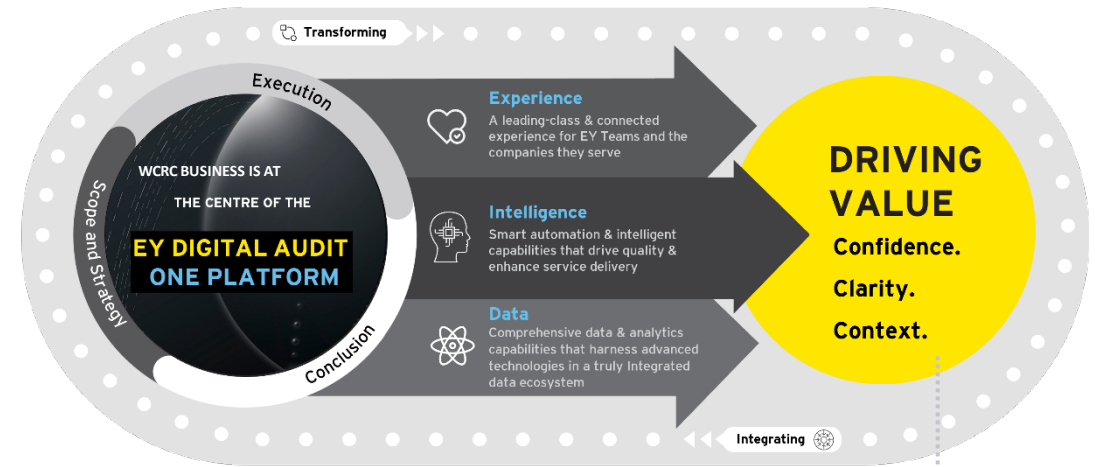 Transforming
Execution
Scope and Strategy
Conclusion
WCRC BUSINESS IS AT
THE CENTRE OF THE
EY DIGITAL AUDIT
ONE PLATFORM
Experience
A leading-class & connected
experience for EY Teams and the
companies they serve
Intelligence
Smart automation & intelligent
capabilities that drive quality &
enhance service delivery
Data
Comprehensive data & analytics
capabilities that harness advanced
technologies in a truly Integrated
data ecosystem
DRIVING
VALUE
Confidence.
Clarity.
Context.
Integrating